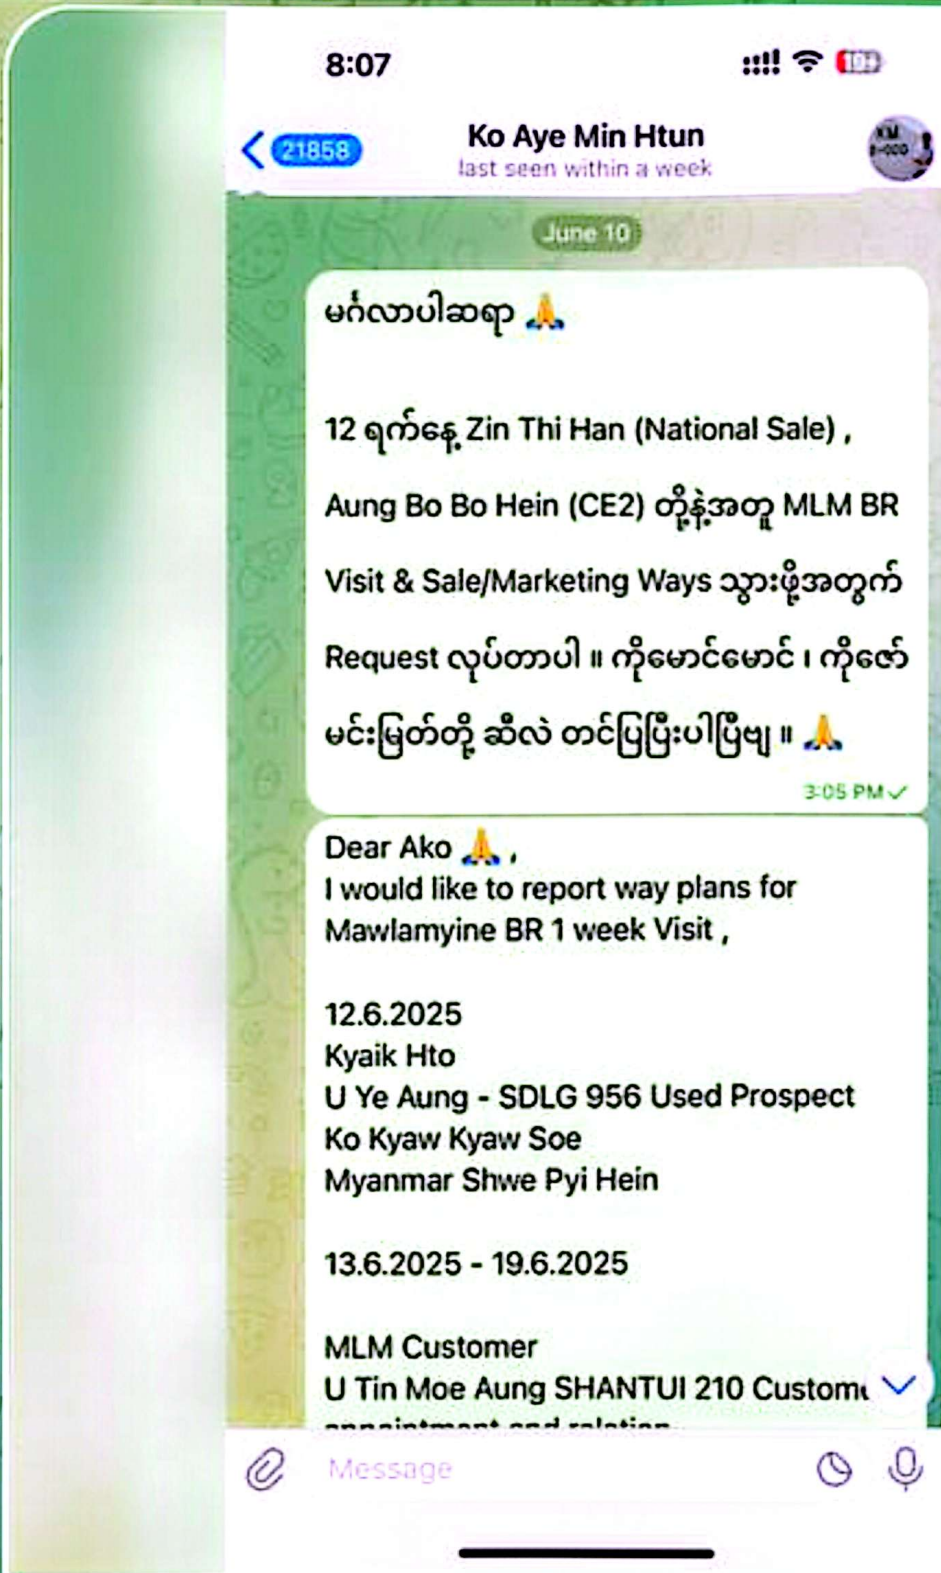 8:07
21858
Ko Aye Min Htun
last seen within a week
June 10
မင်္ဂလာပါဆရာ 🙏
12 ရက်နေ့ Zin Thi Han (National Sale) ,
Aung Bo Bo Hein (CE2) တို့နဲ့အတူ MLM BR
Visit & Sale/Marketing Ways သွားဖို့အတွက်
Request လုပ်တာပါ ။ ကိုမောင်မောင် ၊ ကိုဇော်
မင်းမြတ်တို့ ဆီလဲ တင်ပြပြီးပါပြီဗျ ။ 🙏
3:05 PM
Dear Ako 🙏 ,
I would like to report way plans for
Mawlamyine BR 1 week Visit ,
12.6.2025
Kyaik Hto
U Ye Aung - SDLG 956 Used Prospect
Ko Kyaw Kyaw Soe
Myanmar Shwe Pyi Hein
13.6.2025 - 19.6.2025
MLM Customer
U Tin Moe Aung SHANTUI 210 Custome
appointment and relation
Message